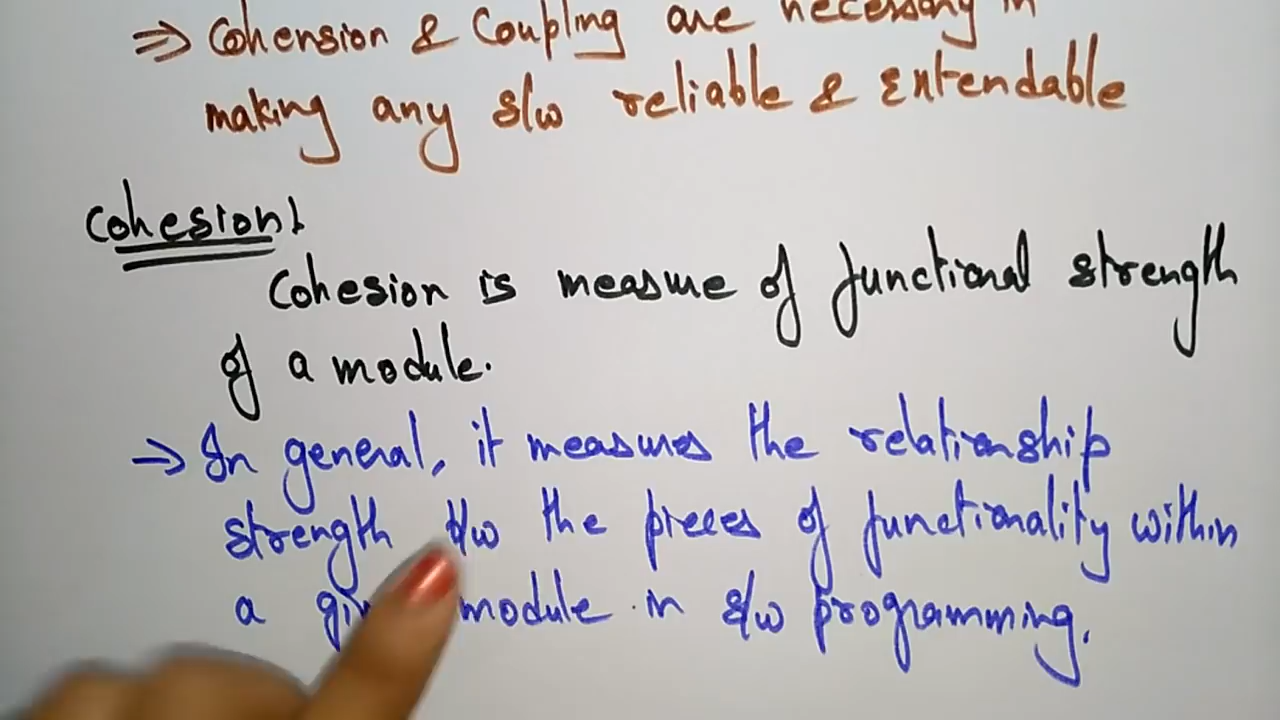 ⇒ Cohension & Coupling are necessary in
making any s/w reliable & Extendable
Cohesion:
Cohesion is measure of functional strength
of a module.
→ In general, it measures the relationship
strength b/w the pieces of functionality within
a module in s/w programming.